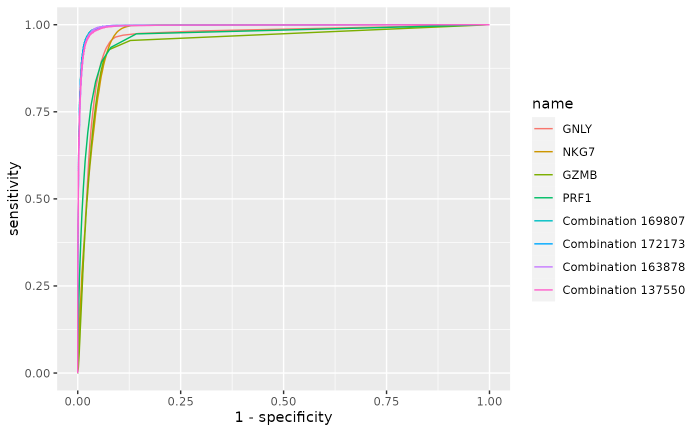 1.00
0.75
0.50
0.25
0.00
sensitivity
0.00 0.25 0.50 0.75 1.00
1 - specificity
name
GNLY
NKG7
GZMB
PRF1
Combination 169807
Combination 172173
Combination 163878
Combination 137550